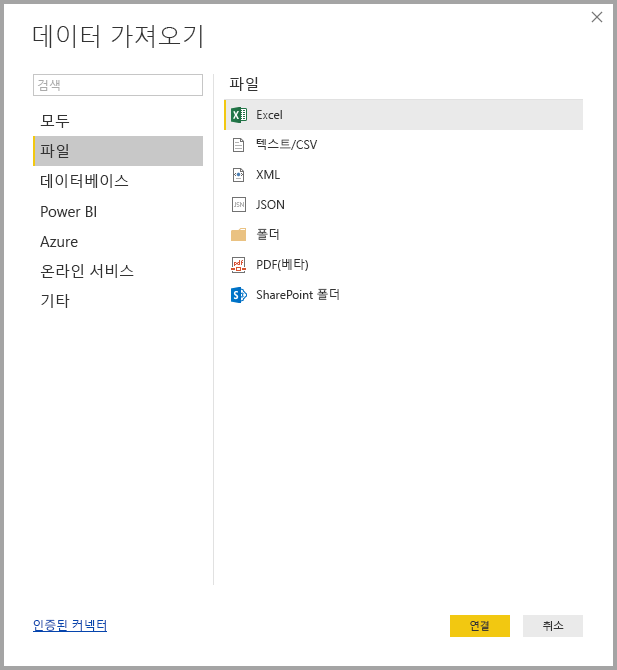 데이터 가져오기
검색
모두
파일
데이터베이스
Power BI
Azure
온라인 서비스
기타
파일
Excel
텍스트/CSV
XML
JSON
폴더
PDF(베타)
SharePoint 폴더
인증된 커넥터
연결
취소